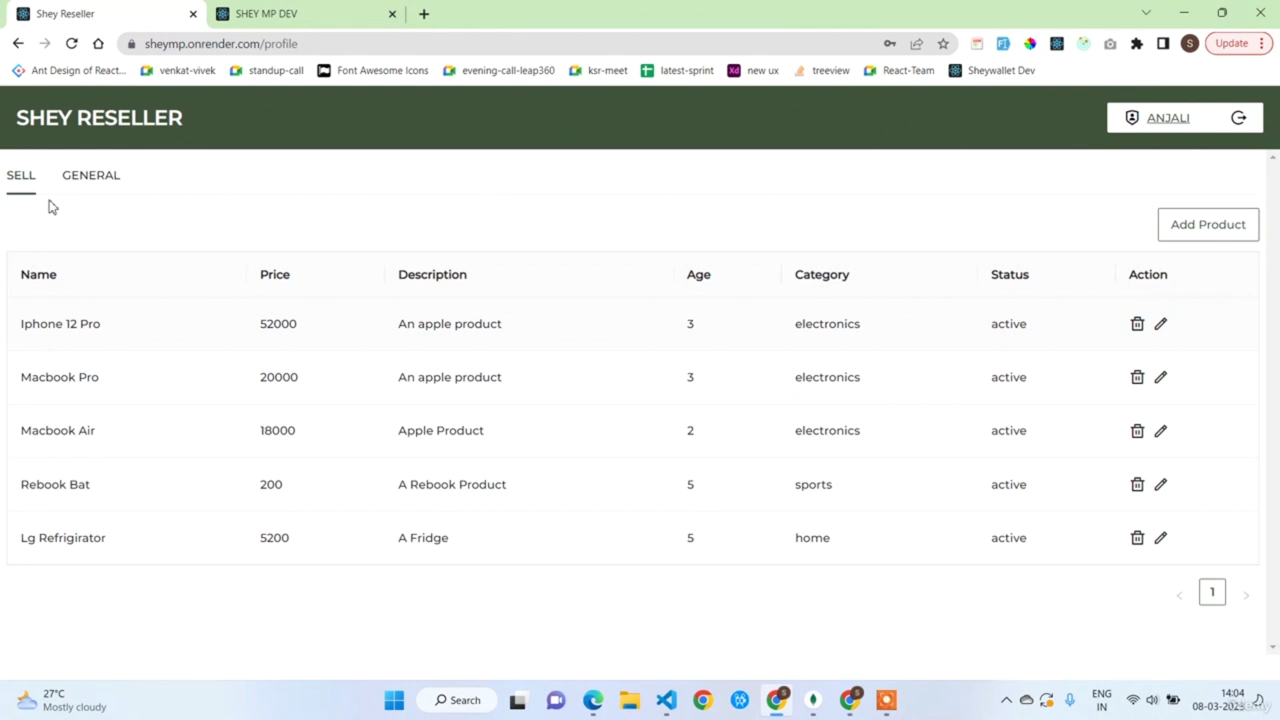 Shey Reseller
SHEY MP DEV
sheymp.onrender.com/profile
S
Update
Ant Design of React...
venkat-vivek
standup-call
Font Awesome Icons
evening-call-leap360
ksr-meet
latest-sprint
Xd new ux
treeview
React-Team
Sheywallet Dev
SHEY RESELLER
ANJALI
SELL GENERAL
Add Product
Name Price Description Age Category Status Action
Iphone 12 Pro 52000 An apple product 3 electronics active
Macbook Pro 20000 An apple product 3 electronics active
Macbook Air 18000 Apple Product 2 electronics active
Rebook Bat 200 A Rebook Product 5 sports active
Lg Refrigirator 5200 A Fridge 5 home active
< 1 >
27°C
Mostly cloudy
Search
ENG
IN
14:04
08-03-2023